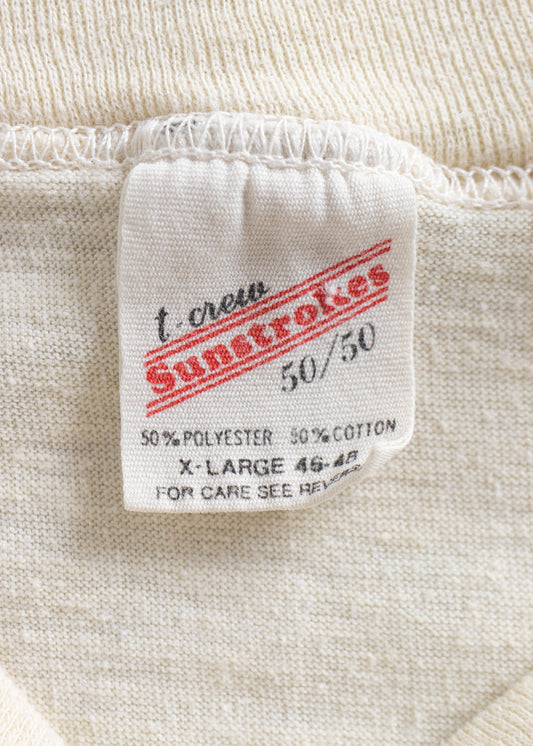 t-crew
Sunstrokes
50/50
50% POLYESTER 50% COTTON
X-LARGE 46-48
FOR CARE SEE REVERSE